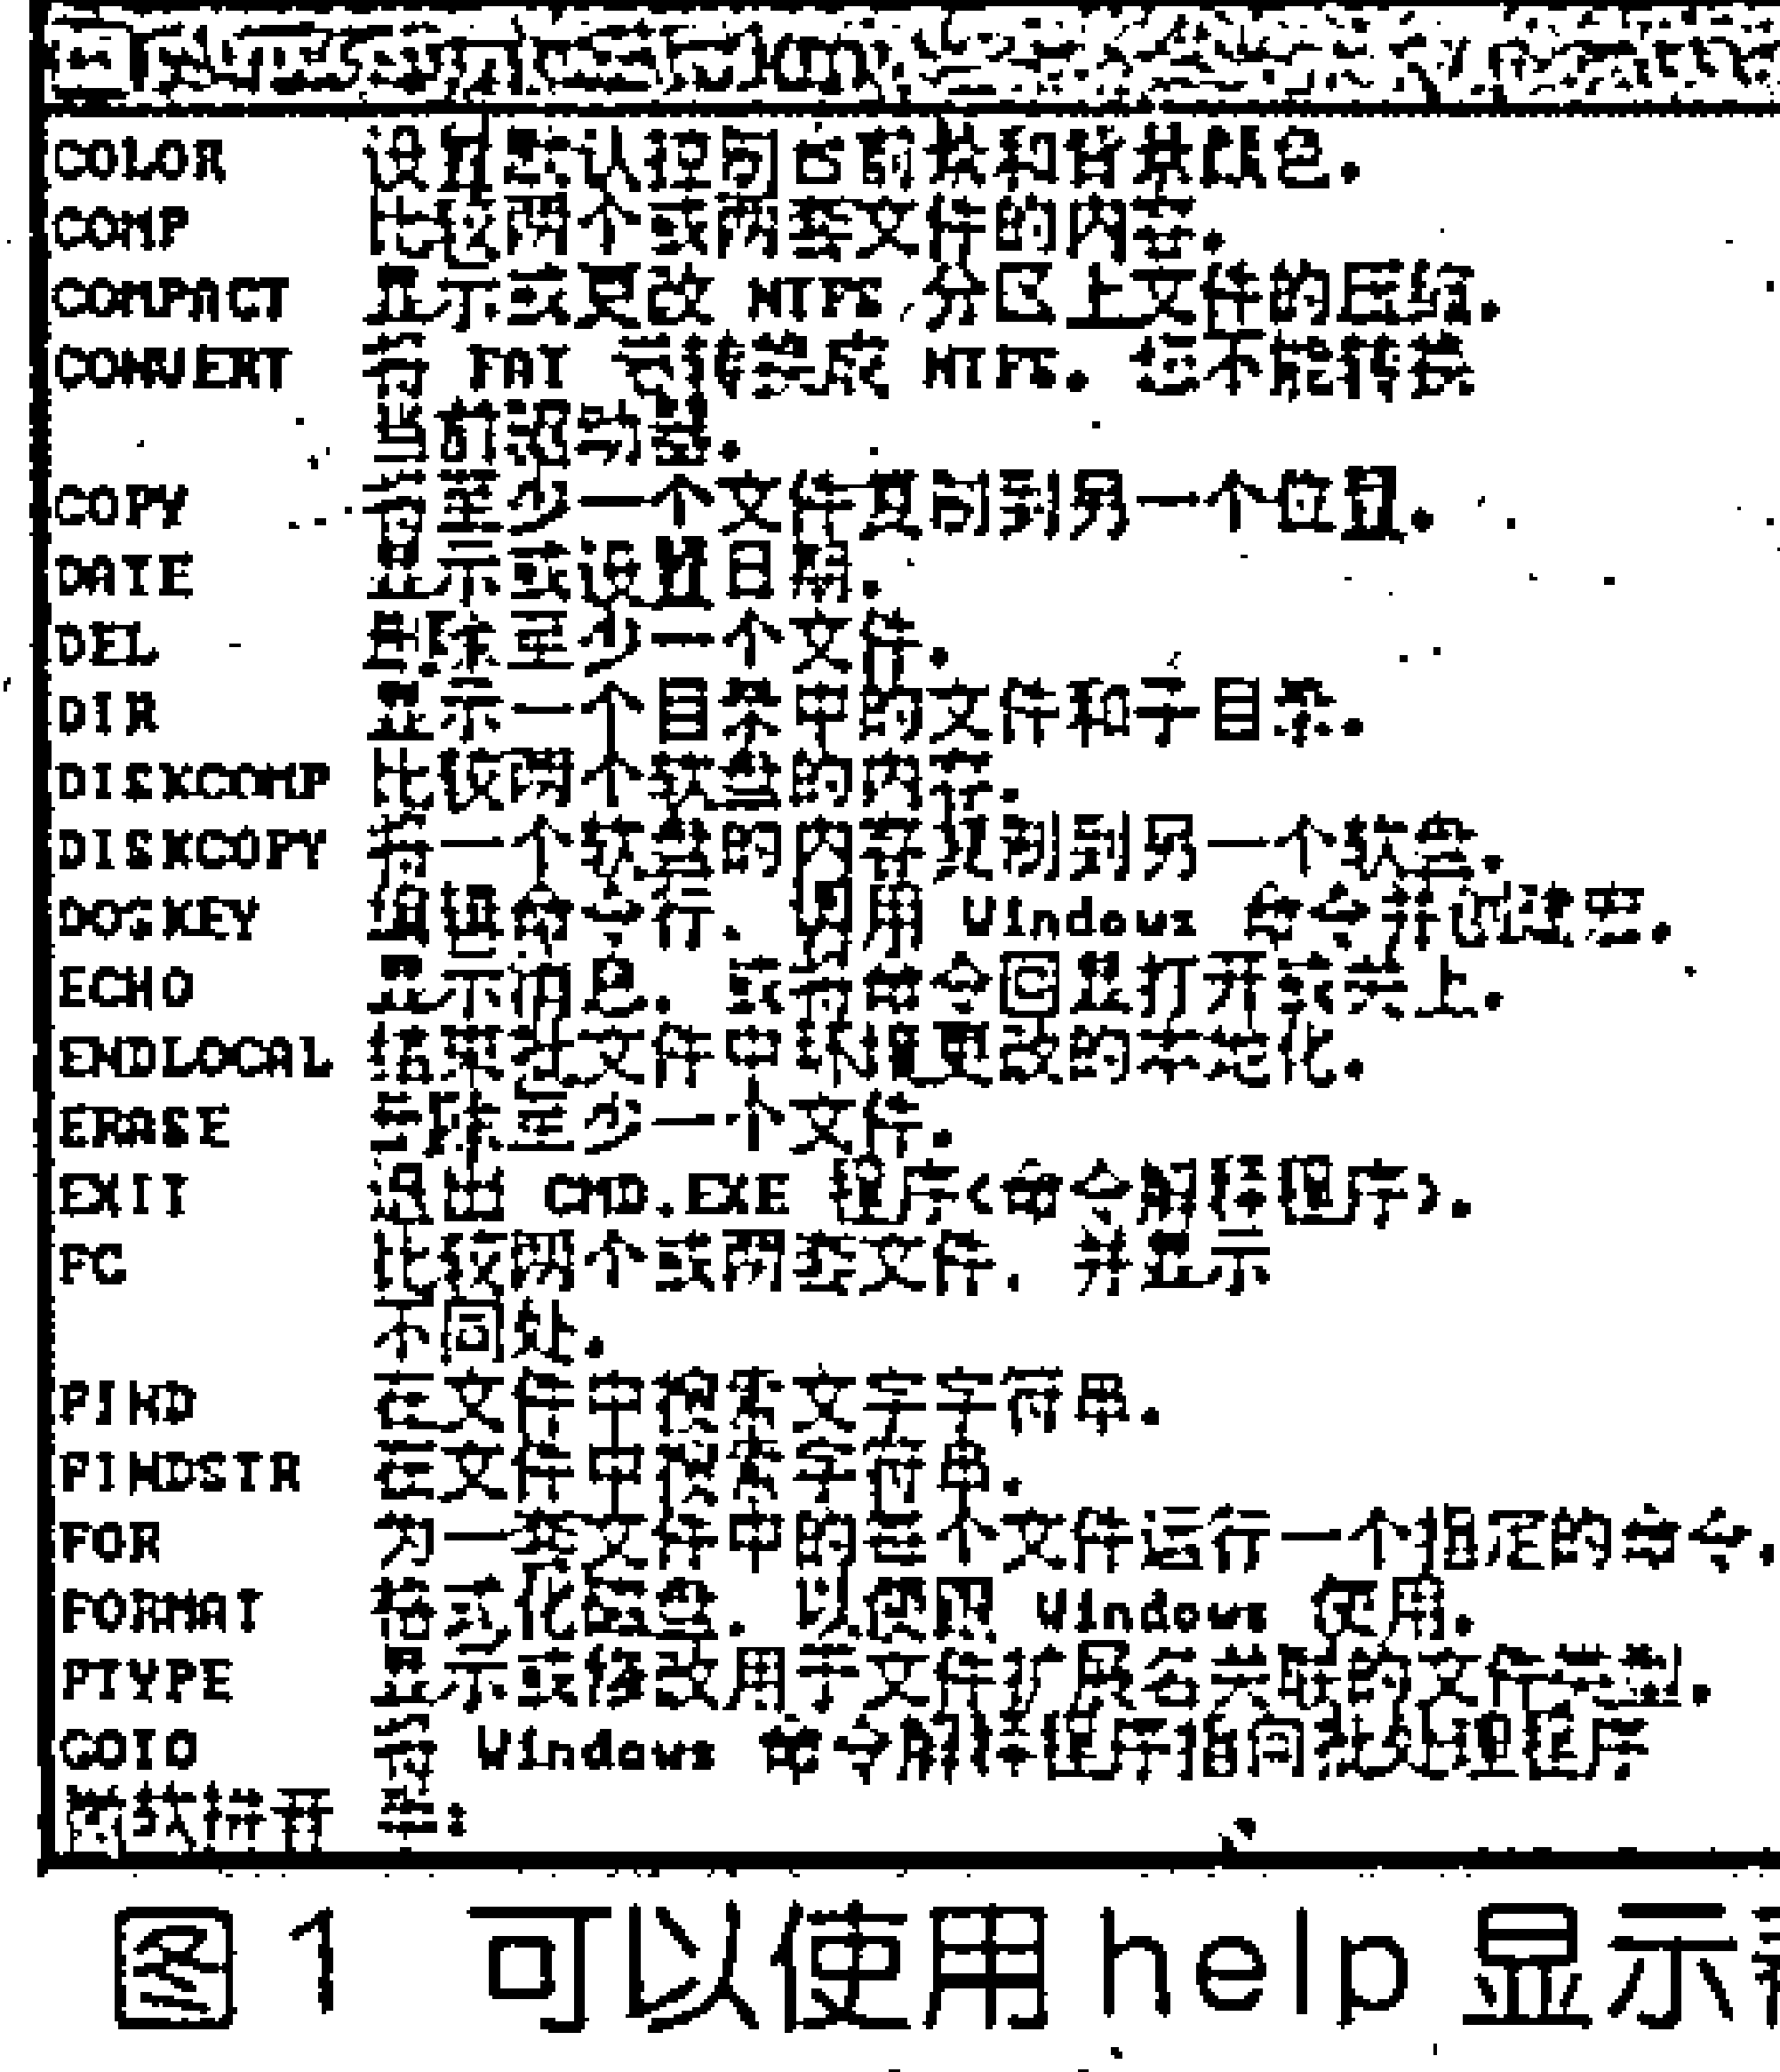 COLOR 设置默认控制台前景和背景颜色。
COMP 比较两个或两套文件的内容。
COMPACT 显示或更改 NTFS 分区上文件的压缩。
CONVERT 将 FAT 卷转换成 NTFS。您不能转换
当前驱动器。
COPY 将至少一个文件复制到另一个位置。
DATE 显示或设置日期。
DEL 删除至少一个文件。
DIR 显示一个目录中的文件和子目录。
DISKCOMP 比较两个软盘的内容。
DISKCOPY 将一个软盘的内容复制到另一个软盘。
DOSKEY 编辑命令行、调用 Windows 命令并创建宏。
ECHO 显示消息,或将命令回显打开或关上。
ENDLOCAL 结束批文件中环境更改的本地化。
ERASE 删除至少一个文件。
EXIT 退出 CMD.EXE 程序(命令解释程序)。
FC 比较两个或两套文件,并显示
不同处。
FIND 在文件中搜索文字字符串。
FINDSTR 在文件中搜索字符串。
FOR 为一套文件中的每个文件运行一个指定的命令。
FORMAT 格式化磁盘,以便跟 Windows 使用。
FTYPE 显示或修改用于文件扩展名关联的文件类型。
GOTO 将 Windows 命令解释程序指向批处理程序
图1 可以使用 help 显示